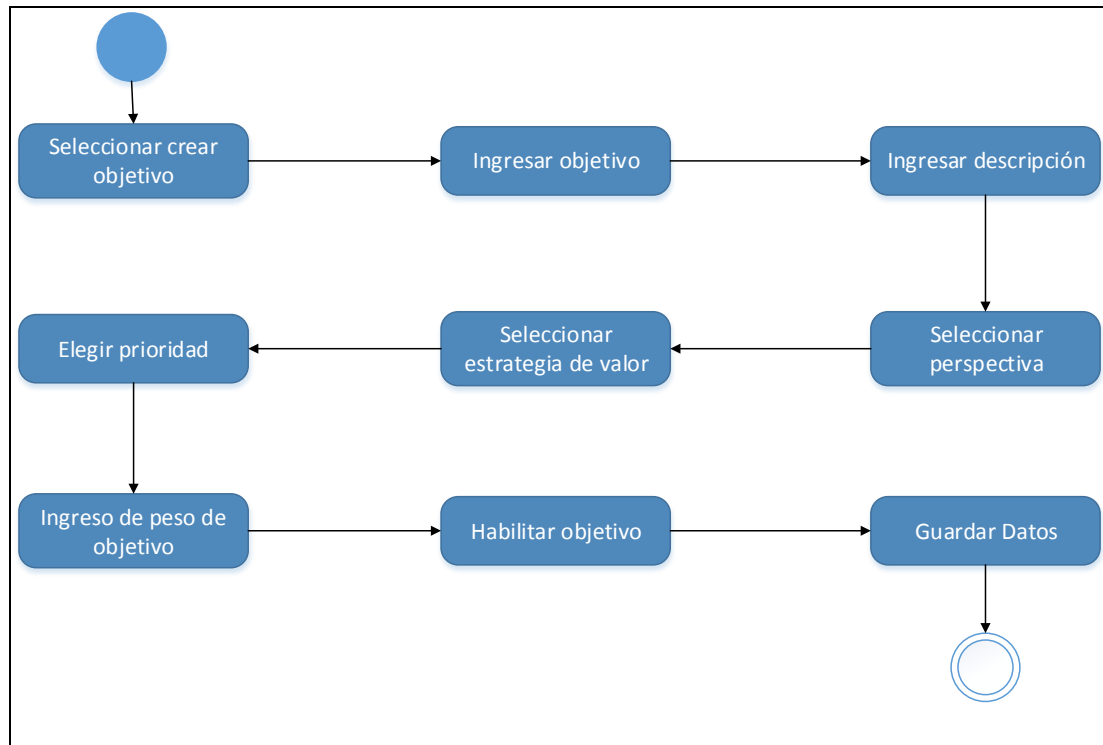 Seleccionar crear
objetivo
Ingresar objetivo
Ingresar descripción
Seleccionar
perspectiva
Seleccionar
estrategia de valor
Elegir prioridad
Ingreso de peso de
objetivo
Habilitar objetivo
Guardar Datos